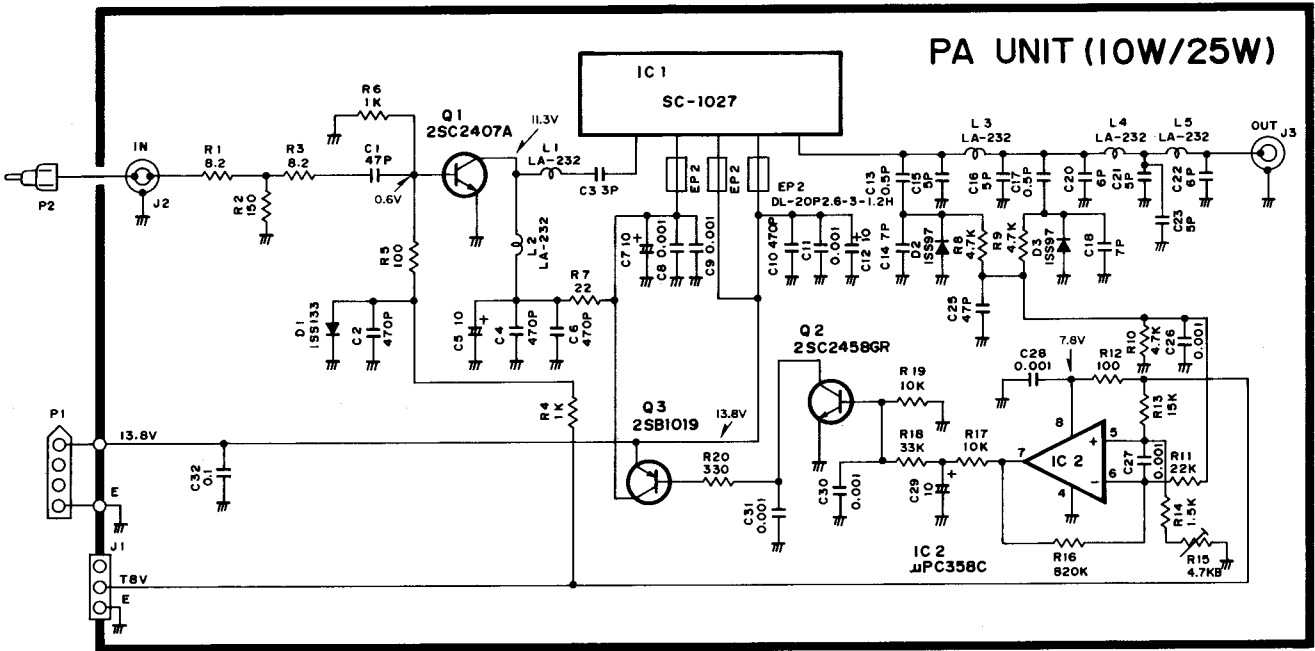 PA UNIT (10W/25W)
IC 1
SC-1027
R6
1K
Q1
2SC2407A
11.3V
L1
LA-232
C3 3P
IN
J2
P2
R1
8.2
R3
8.2
C1
47P
R2
150
0.6V
R5
100
L2
LA-232
R7
22
D1
1SS133
C2
470P
C5 10
+
C4
470P
C6
470P
C7 10
+
C8 0.001
C9 0.001
EP2
EP2
EP2
DL-20P2.6-3-1.2H
C10 470P
C11
0.001
C12 10
+
L3
LA-232
L4
LA-232
L5
LA-232
OUT
J3
C13
0.5P
C15
5P
C16
5P
C17
0.5P
C20
6P
C21
5P
C22
6P
C23
5P
C14 7P
D2
1SS97
R8
4.7K
R9
4.7K
D3
1SS97
C18
7P
C25
47P
R10
4.7K
C26
0.001
Q2
2SC2458GR
C28
0.001
7.8V
R12
100
R13
15K
R19
10K
R18
33K
R17
10K
7
8
5
+
IC 2
6
-
4
C27
0.001
R11
22K
R14
1.5K
R15
4.7KB
R16
820K
IC 2
µPC358C
C30
0.001
C29
10
+
R4
1K
Q3
2SB1019
13.8V
R20
330
C31
0.001
P1
13.8V
C32
0.1
E
J1
T8V
E